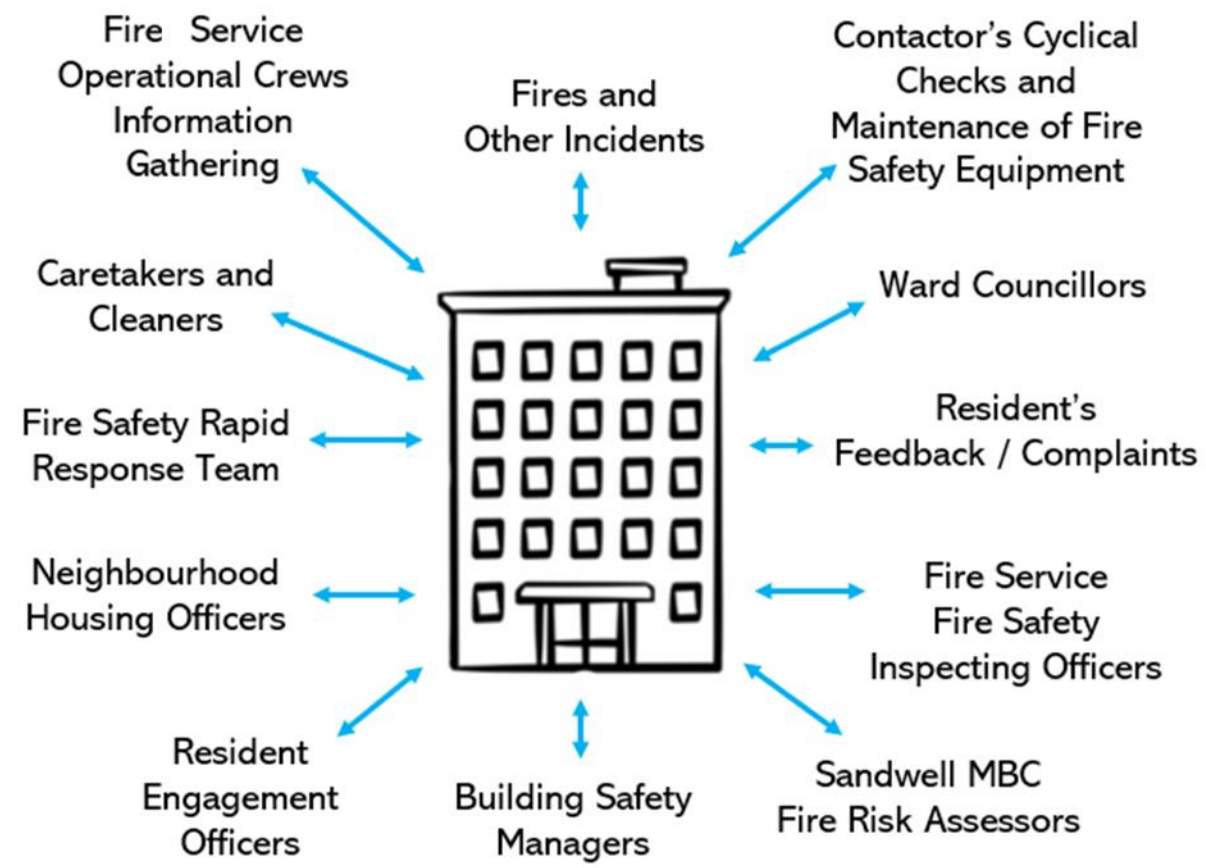 Fire Service
Operational Crews
Information
Gathering
Fires and
Other Incidents
Contactor's Cyclical
Checks and
Maintenance of Fire
Safety Equipment
Caretakers and
Cleaners
Ward Councillors
Fire Safety Rapid
Response Team
Resident's
Feedback / Complaints
Neighbourhood
Housing Officers
Fire Service
Fire Safety
Inspecting Officers
Resident
Engagement
Officers
Building Safety
Managers
Sandwell MBC
Fire Risk Assessors